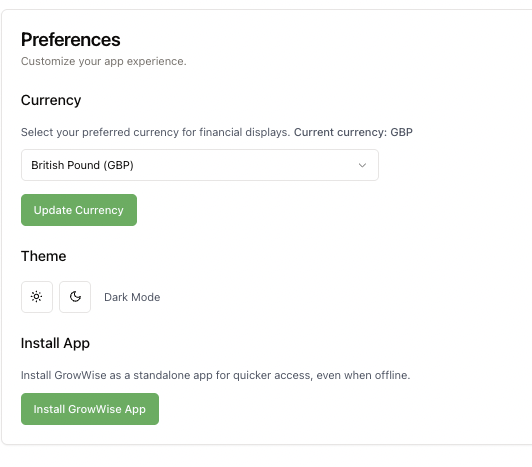 Preferences
Customize your app experience.
Currency
Select your preferred currency for financial displays. Current currency: GBP
British Pound (GBP)
Update Currency
Theme
Dark Mode
Install App
Install GrowWise as a standalone app for quicker access, even when offline.
Install GrowWise App